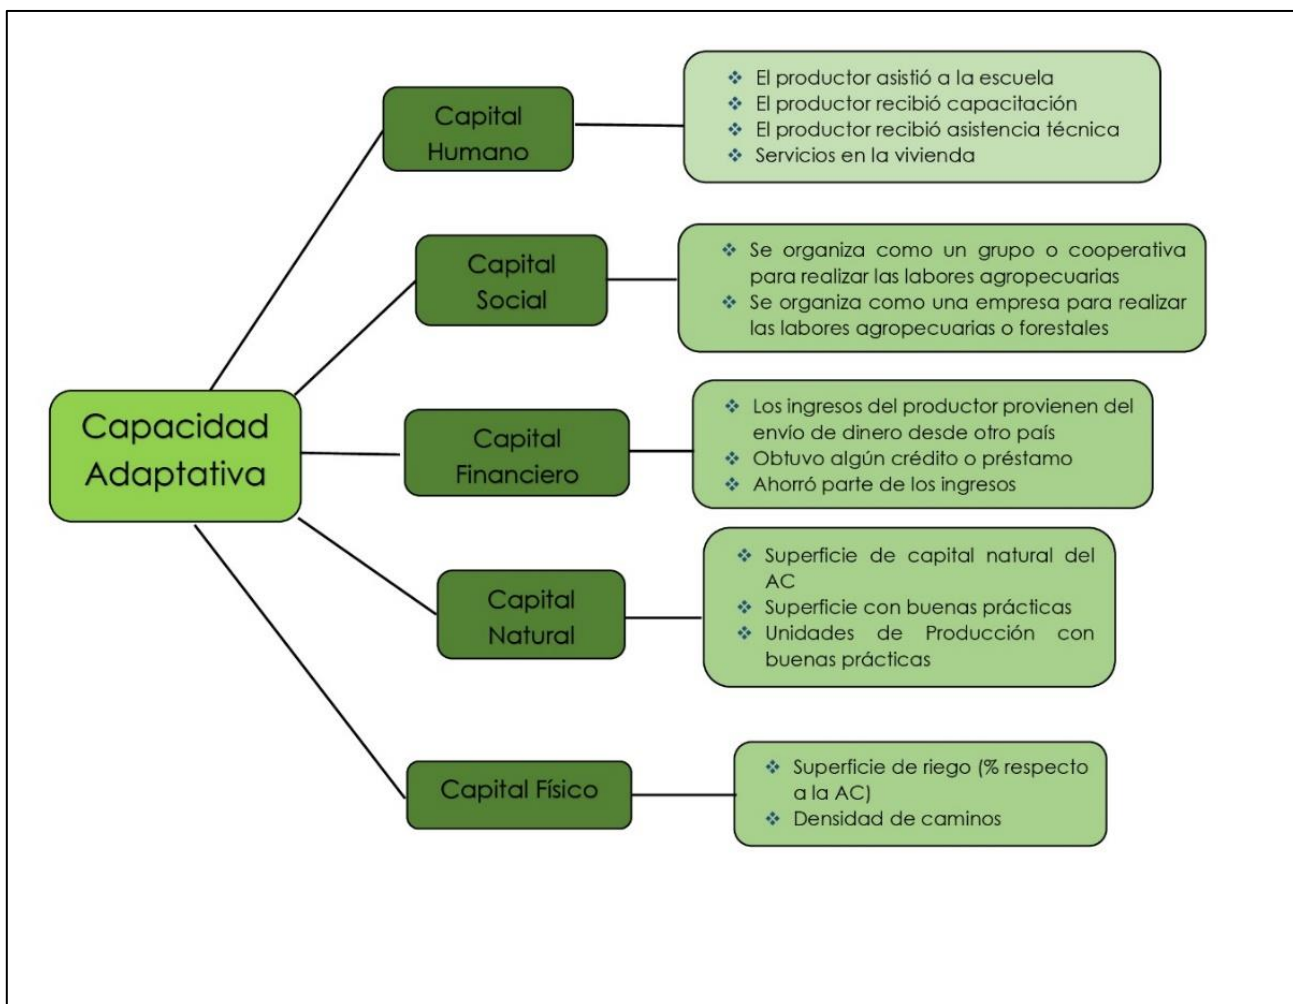 Capacidad
Adaptativa
Capital
Humano
❖ El productor asistió a la escuela
❖ El productor recibió capacitación
❖ El productor recibió asistencia técnica
❖ Servicios en la vivienda
Capital
Social
❖ Se organiza como un grupo o cooperativa
para realizar las labores agropecuarias
❖ Se organiza como una empresa para realizar
las labores agropecuarias o forestales
Capital
Financiero
❖ Los ingresos del productor provienen del
envío de dinero desde otro país
❖ Obtuvo algún crédito o préstamo
❖ Ahorró parte de los ingresos
Capital
Natural
❖ Superficie de capital natural del
AC
❖ Superficie con buenas prácticas
❖ Unidades de Producción con
buenas prácticas
Capital Físico
❖ Superficie de riego (% respecto
a la AC)
❖ Densidad de caminos